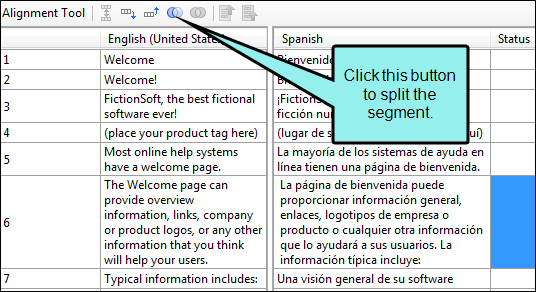 Alignment Tool
English (United States
Spanish
Status
Click this button
to split the
segment.
1
Welcome
Bienvenido
2
Welcome!
3
FictionSoft, the best fictional
software ever!
¡Fictions
ficción nu
4
(place your product tag here)
(lugar de s
quí)
5
Most online help systems
have a welcome page.
La mayoría de los sistemas de ayuda en
línea tienen una página de bienvenida.
6
The Welcome page can
provide overview
information, links, company
or product logos, or any other
information that you think
will help your users.
La página de bienvenida puede
proporcionar información general,
enlaces, logotipos de empresa o
producto o cualquier otra información
que lo ayudará a sus usuarios. La
información típica incluye:
7
Typical information includes:
Una visión general de su software